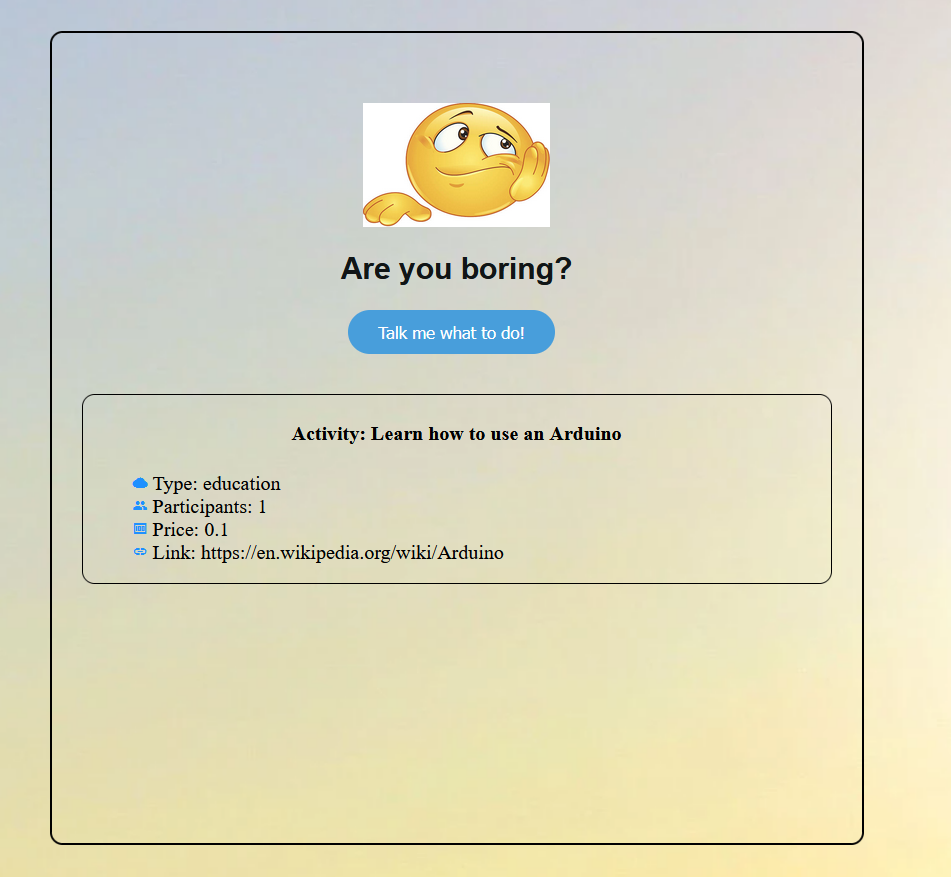 Are you boring?
Talk me what to do!
Activity: Learn how to use an Arduino
Type: education
Participants: 1
Price: 0.1
Link: https://en.wikipedia.org/wiki/Arduino